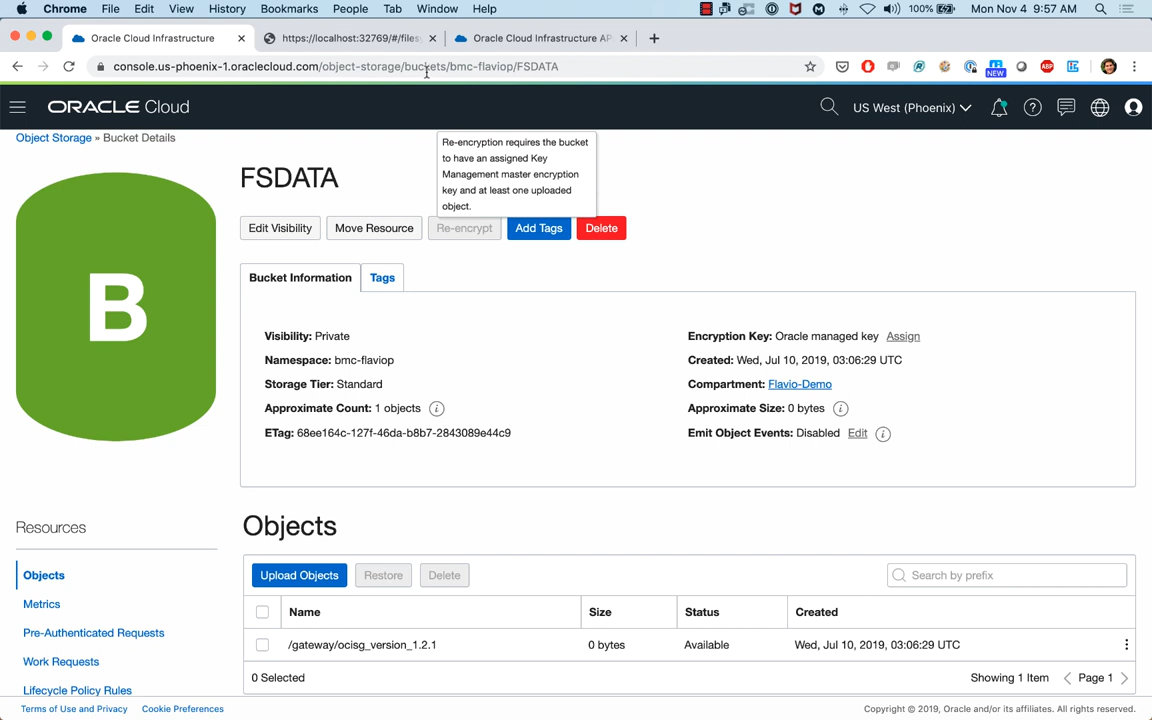 Chrome File Edit View History Bookmarks People Tab Window Help 100% Mon Nov 4 9:57 AM
Oracle Cloud Infrastructure https://localhost:32769/#/files Oracle Cloud Infrastructure AP
console.us-phoenix-1.oraclecloud.com/object-storage/buckets/bmc-flaviop/FSDATA
NEW ABP
ORACLE Cloud US West (Phoenix)
Object Storage » Bucket Details
Re-encryption requires the bucket
to have an assigned Key
Management master encryption
key and at least one uploaded
object.
B
FSDATA
Edit Visibility Move Resource Re-encrypt Add Tags Delete
Bucket Information Tags
Visibility: Private
Namespace: bmc-flaviop
Storage Tier: Standard
Approximate Count: 1 objects
ETag: 68ee164c-127f-46da-b8b7-2843089e44c9
Encryption Key: Oracle managed key Assign
Created: Wed, Jul 10, 2019, 03:06:29 UTC
Compartment: Flavio-Demo
Approximate Size: 0 bytes
Emit Object Events: Disabled Edit
Resources
Objects
Metrics
Pre-Authenticated Requests
Work Requests
Lifecycle Policy Rules
Objects
Upload Objects Restore Delete Search by prefix
Name Size Status Created
/gateway/ocisg_version_1.2.1 0 bytes Available Wed, Jul 10, 2019, 03:06:29 UTC
0 Selected Showing 1 Item Page 1
Terms of Use and Privacy Cookie Preferences Copyright © 2019, Oracle and/or its affiliates. All rights reserved.